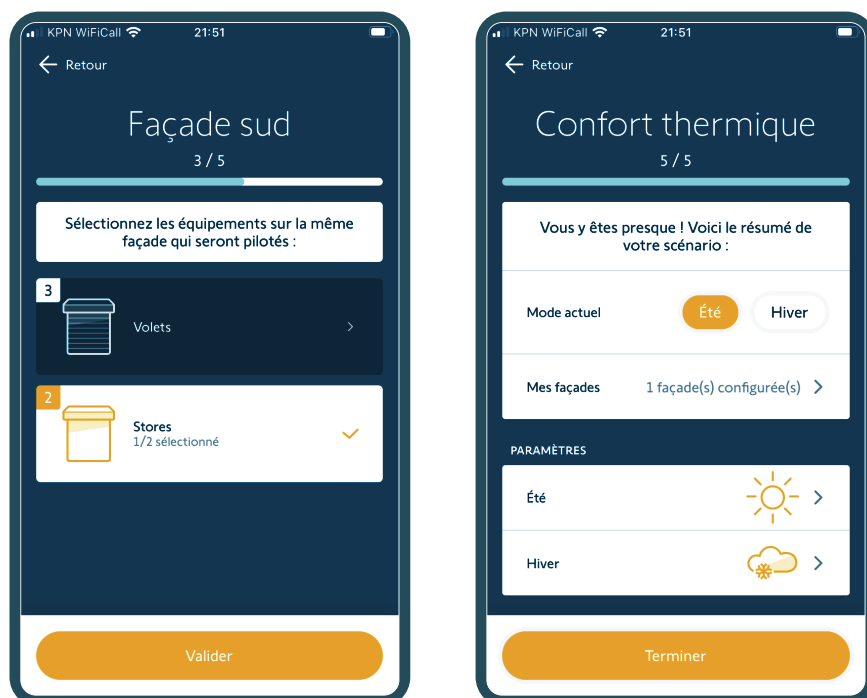 KPN WiFiCall 21:51
Retour
Façade sud
3 / 5
Sélectionnez les équipements sur la même
façade qui seront pilotés :
3
Volets
2
Stores
1/2 sélectionné
Valider
KPN WiFiCall 21:51
Retour
Confort thermique
5 / 5
Vous y êtes presque ! Voici le résumé de
votre scénario :
Mode actuel Été Hiver
Mes façades 1 façade(s) configurée(s)
PARAMÈTRES
Été
Hiver
Terminer